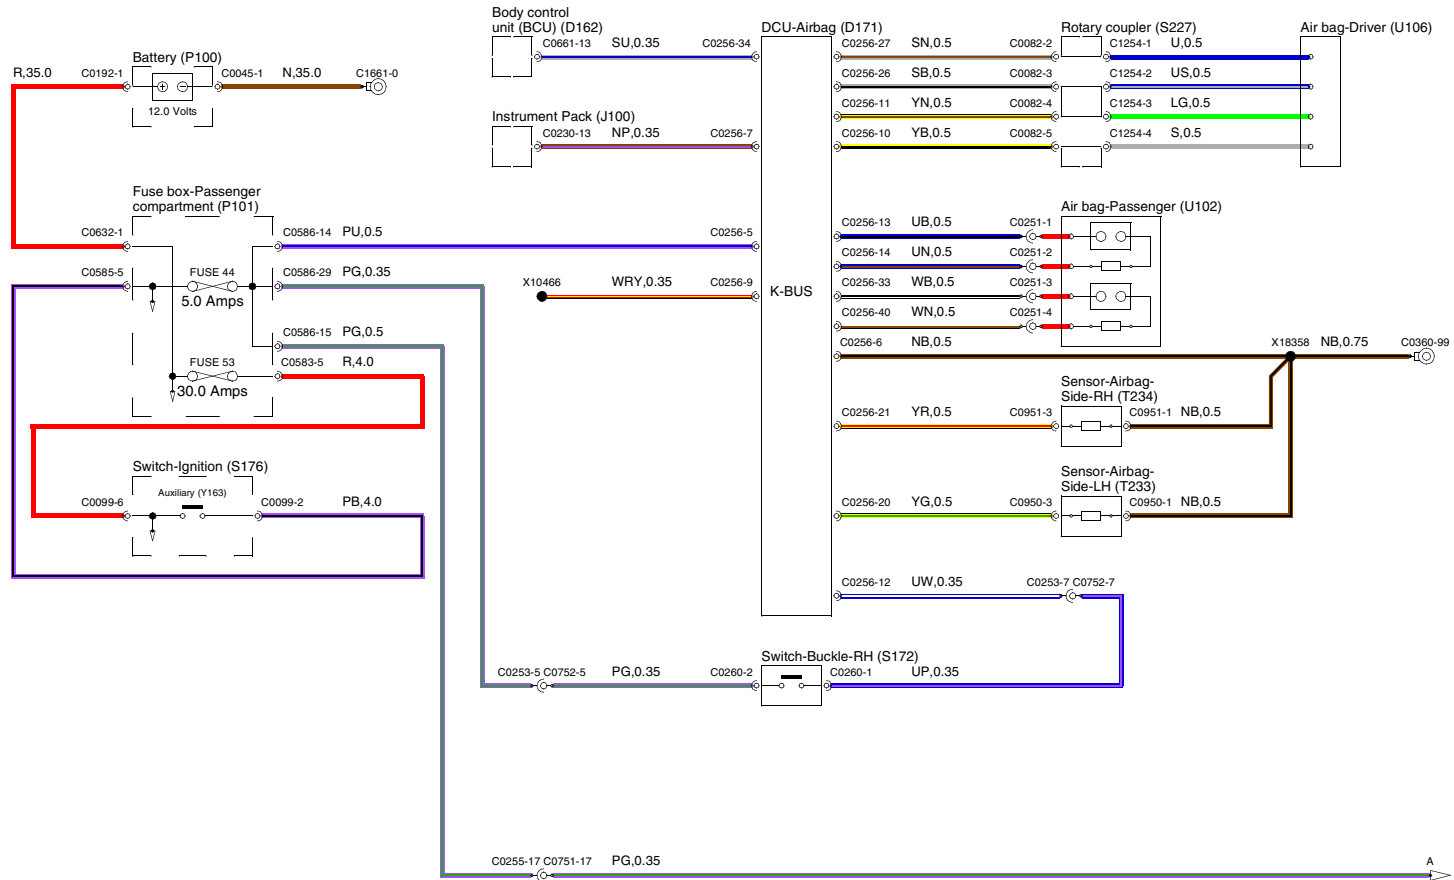 Body control
unit (BCU) (D162)
DCU-Airbag (D171)
Rotary coupler (S227)
Air bag-Driver (U106)
C0661-13 SU,0.35 C0256-34
C0256-27 SN,0.5 C0082-2
C1254-1 U,0.5
Battery (P100)
R,35.0 C0192-1
C0045-1 N,35.0 C1661-0
12.0 Volts
C0256-26 SB,0.5 C0082-3
C1254-2 US,0.5
C0256-11 YN,0.5 C0082-4
C1254-3 LG,0.5
Instrument Pack (J100)
C0230-13 NP,0.35 C0256-7
C0256-10 YB,0.5 C0082-5
C1254-4 S,0.5
Fuse box-Passenger
compartment (P101)
Air bag-Passenger (U102)
C0632-1
C0586-14 PU,0.5 C0256-5
C0256-13 UB,0.5 C0251-1
C0256-14 UN,0.5 C0251-2
C0585-5
FUSE 44
5.0 Amps
C0586-29 PG,0.35
X10466 WRY,0.35 C0256-9
K-BUS
C0256-33 WB,0.5 C0251-3
C0256-40 WN,0.5 C0251-4
C0586-15 PG,0.5
C0256-6 NB,0.5
X18358 NB,0.75 C0360-99
FUSE 53
30.0 Amps
C0583-5 R,4.0
Sensor-Airbag-
Side-RH (T234)
C0256-21 YR,0.5 C0951-3
C0951-1 NB,0.5
Switch-Ignition (S176)
Auxiliary (Y163)
C0099-6
C0099-2 PB,4.0
Sensor-Airbag-
Side-LH (T233)
C0256-20 YG,0.5 C0950-3
C0950-1 NB,0.5
C0256-12 UW,0.35 C0253-7 C0752-7
Switch-Buckle-RH (S172)
C0253-5 C0752-5 PG,0.35 C0260-2
C0260-1 UP,0.35
C0255-17 C0751-17 PG,0.35
A